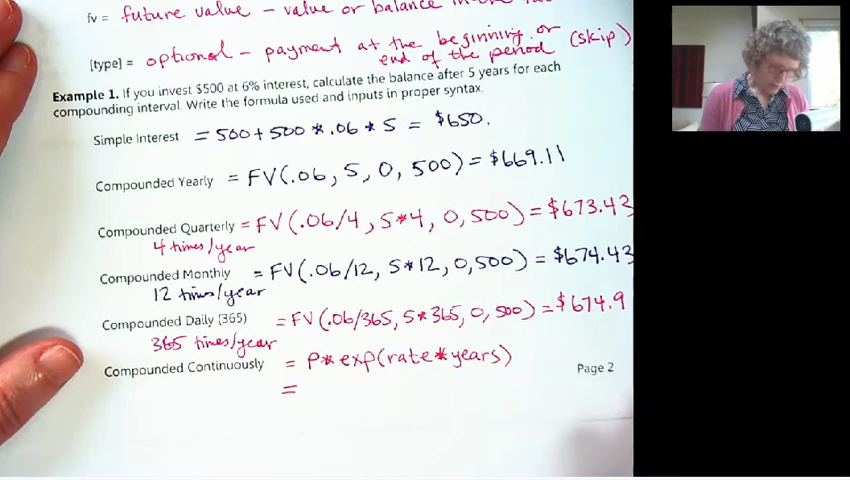 fv = future value - value or balance in the
[type] = optional - payment at the beginning or
end of the period (skip)
Example 1. If you invest $500 at 6% interest, calculate the balance after 5 years for each
compounding interval. Write the formula used and inputs in proper syntax.
Simple Interest = 500+500*.06*5 = $650.
Compounded Yearly = FV(.06, 5, 0, 500) = $669.11
Compounded Quarterly = FV(.06/4, 5*4, 0, 500) = $673.43
4 times/year
Compounded Monthly = FV(.06/12, 5*12, 0, 500) = $674.43
12 times/year
Compounded Daily (365) = FV(.06/365, 5*365, 0, 500) = $674.9
365 times/year
Compounded Continuously = P*exp(rate*years)
Page 2
=